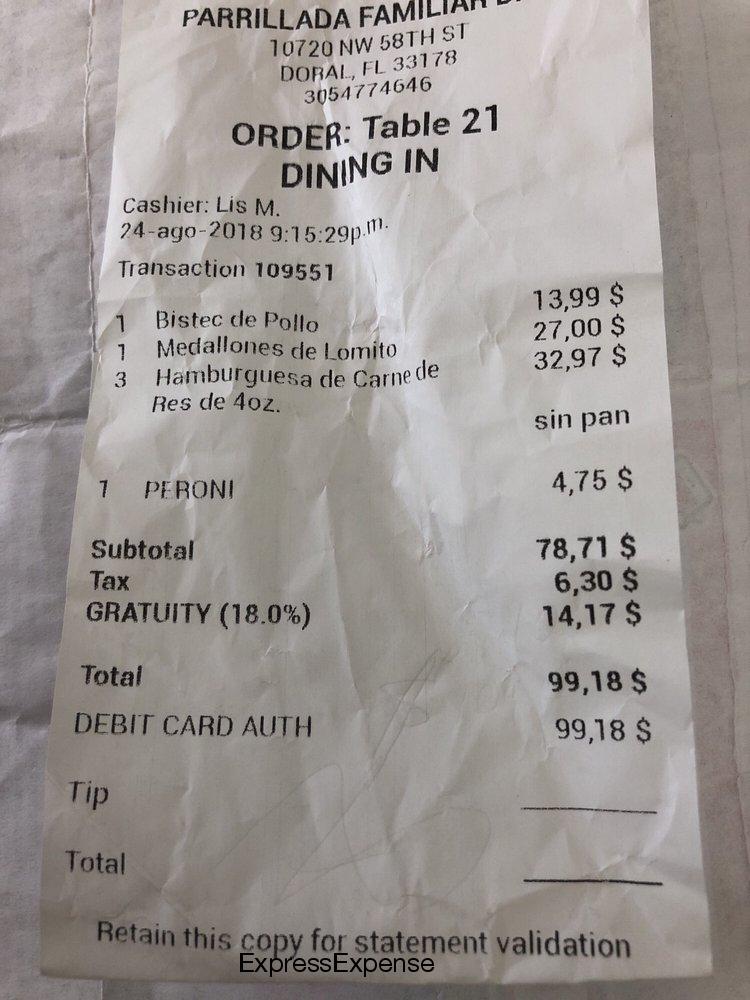 PARRILLADA FAMILIAR
10720 NW 58TH ST
DORAL, FL 33178
3054774646
ORDER: Table 21
DINING IN
Cashier: Lis M.
24-ago-2018 9:15:29p.m.
Transaction 109551
1 Bistec de Pollo 13,99 $
1 Medallones de Lomito 27,00 $
3 Hamburguesa de Carne de 32,97 $
Res de 4oz.
sin pan
1 PERONI 4,75 $
Subtotal 78,71 $
Tax 6,30 $
GRATUITY (18.0%) 14,17 $
Total 99,18 $
DEBIT CARD AUTH 99,18 $
Tip
Total
Retain this copy for statement validation
ExpressExpense